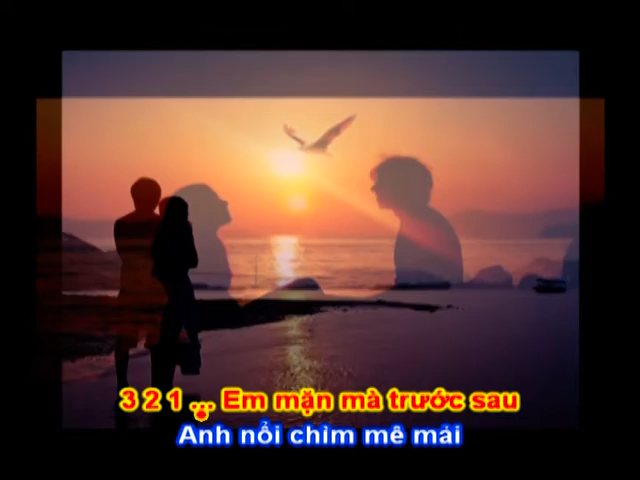 3 2 1 ... Em mặn mà trước sau
Anh nổi chìm mê mải